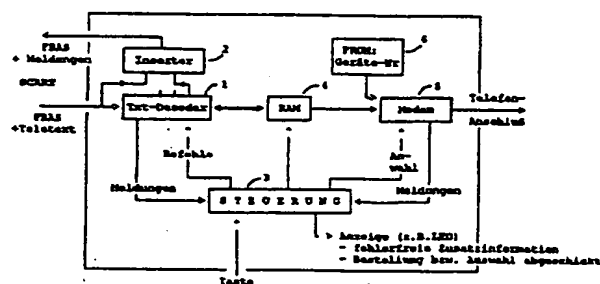 FBAS
+ Meldungen
SCART
FBAS
+Teletext
Inserter
2
1
Txt-Decoder
RAM
4
PROM:
Geräte-Nr
6
Modem
5
Telefon-
Anschluß
Befehle
An-
wahl
Meldungen
Meldungen
3
STEUERUNG
Anzeige (z.B.LED)
- fehlerfreie Zusatzinformation
- Bestellung bzw. Auswahl abgeschickt
Taste